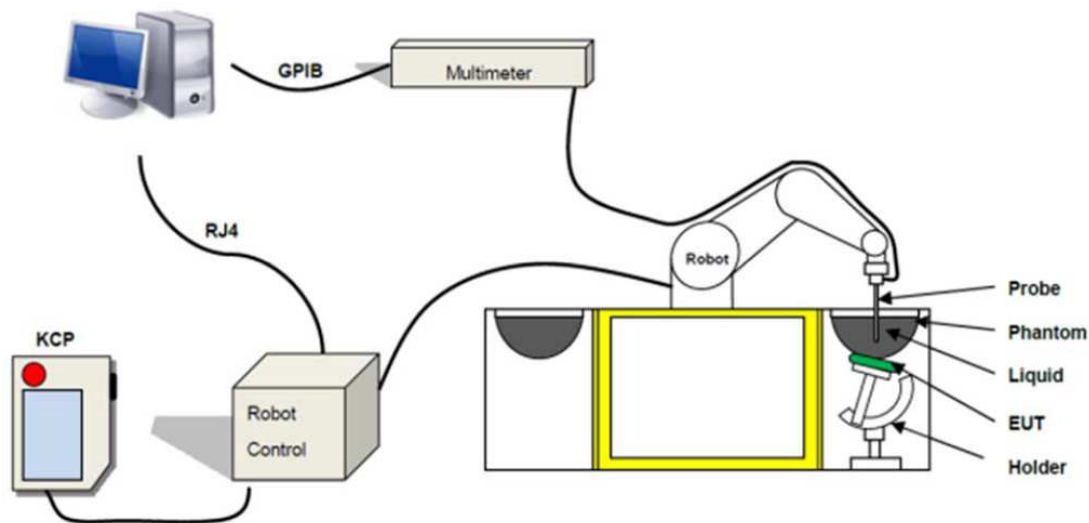 GPIB
Multimeter
RJ4
Robot
Probe
Phantom
Liquid
EUT
Holder
KCP
Robot
Control